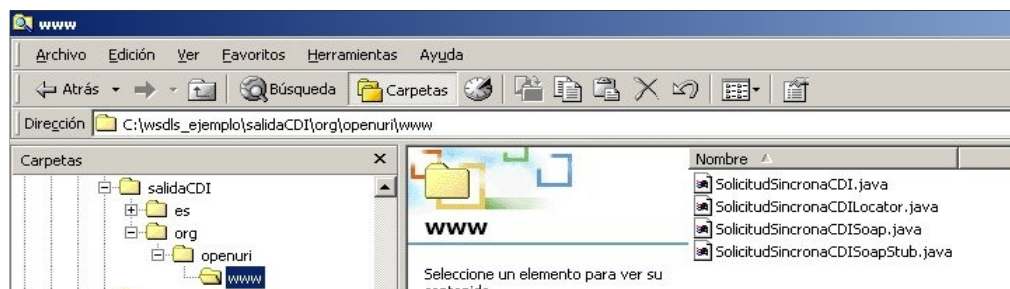 www
Archivo Edición Ver Favoritos Herramientas Ayuda
Atrás Búsqueda Carpetas
Dirección C:\wsdls_ejemplo\salidaCDI\org\openuri\www
Carpetas
salidaCDI
es
org
openuri
www
www
Seleccione un elemento para ver su
Nombre
SolicitudSincronaCDI.java
SolicitudSincronaCDILocator.java
SolicitudSincronaCDISoap.java
SolicitudSincronaCDISoapStub.java